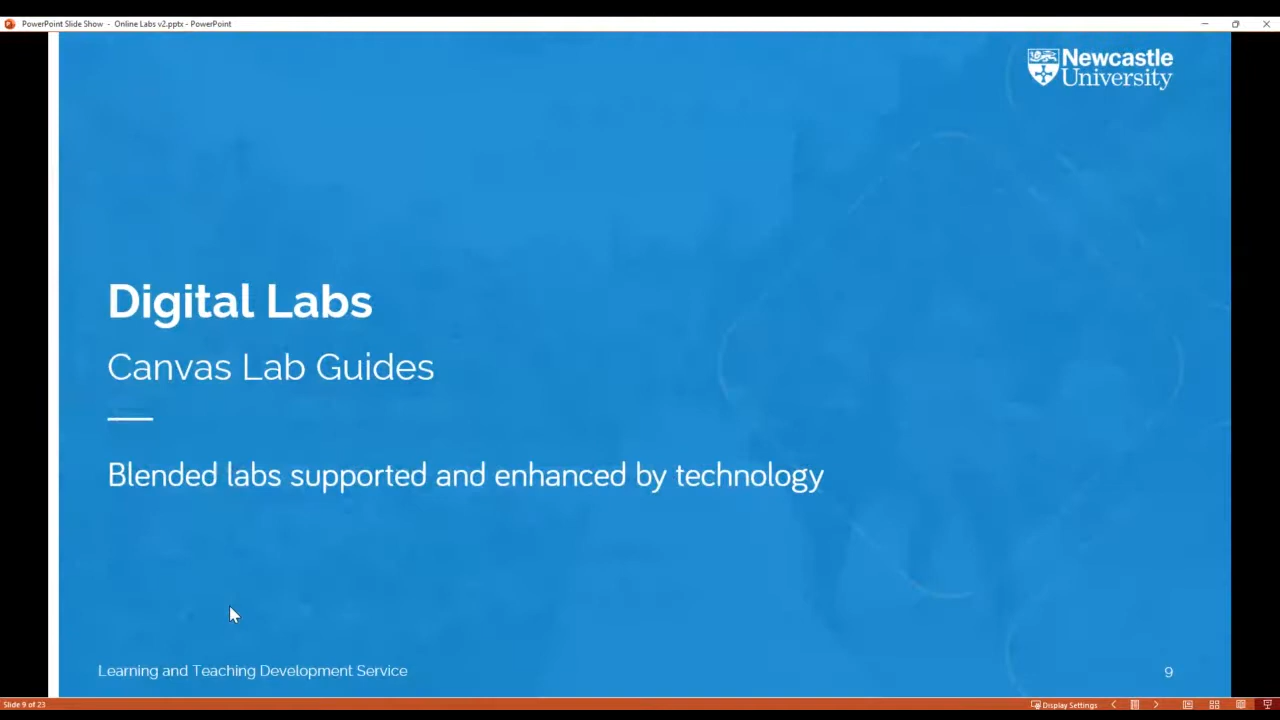 PowerPoint Slide Show - Online Labs v2.pptx - PowerPoint
Newcastle
University
Digital Labs
Canvas Lab Guides
Blended labs supported and enhanced by technology
Learning and Teaching Development Service
9
Slide 9 of 23
Display Settings